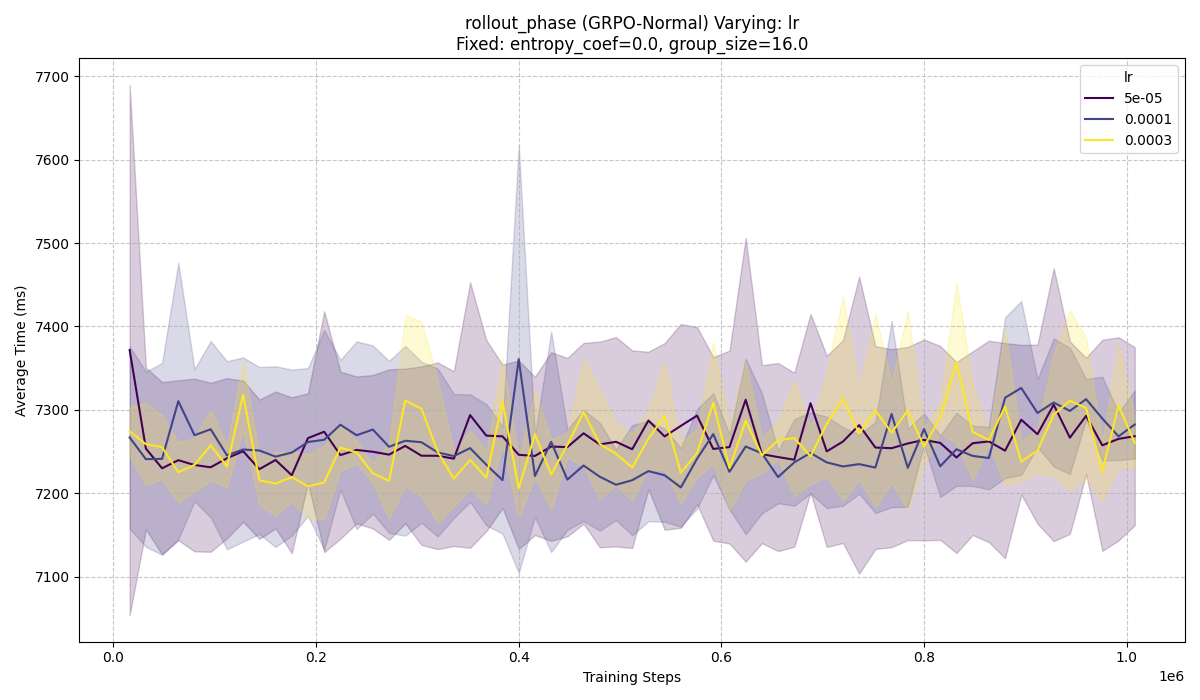 rollout_phase (GRPO-Normal) Varying: lr
Fixed: entropy_coef=0.0, group_size=16.0
lr
5e-05
0.0001
0.0003
Average Time (ms)
7700
7600
7500
7400
7300
7200
7100
0.0
0.2
0.4
0.6
0.8
1.0
1e6
Training Steps